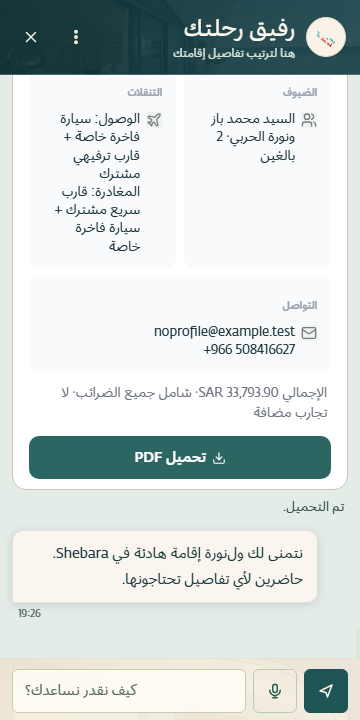 رفيق رحلتك
هنا لترتيب تفاصيل إقامتك
الضيوف
السيد محمد باز
ونورة الحربي· 2
بالغين
التنقلات
الوصول: سيارة
فاخرة خاصة +
قارب ترفيهي
مشترك
المغادرة: قارب
سريع مشترك +
سيارة فاخرة
خاصة
التواصل
noprofile@example.test
+966 508416627
الإجمالي SAR 33,793.90· شامل جميع الضرائب· لا
تجارب مضافة
تحميل PDF
تم التحميل.
نتمنى لك ولنورة إقامة هادئة في Shebara.
حاضرين لأي تفاصيل تحتاجونها.
19:26
كيف نقدر نساعدك؟